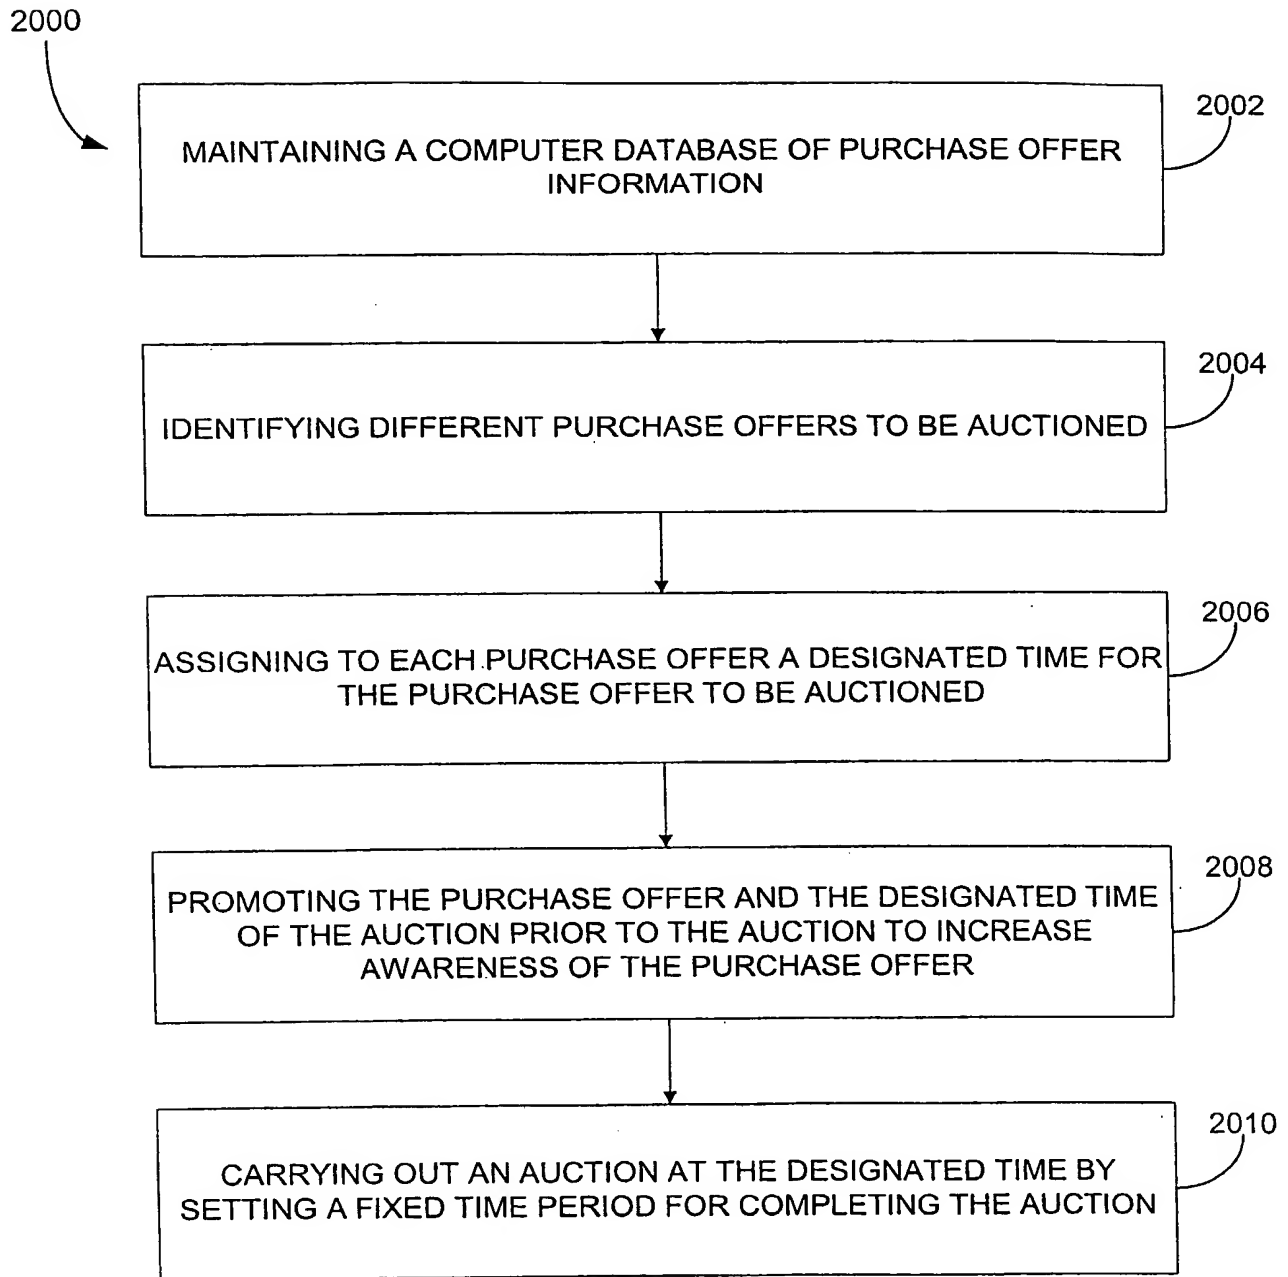 2000
2002
MAINTAINING A COMPUTER DATABASE OF PURCHASE OFFER
INFORMATION
2004
IDENTIFYING DIFFERENT PURCHASE OFFERS TO BE AUCTIONED
2006
ASSIGNING TO EACH PURCHASE OFFER A DESIGNATED TIME FOR
THE PURCHASE OFFER TO BE AUCTIONED
2008
PROMOTING THE PURCHASE OFFER AND THE DESIGNATED TIME
OF THE AUCTION PRIOR TO THE AUCTION TO INCREASE
AWARENESS OF THE PURCHASE OFFER
2010
CARRYING OUT AN AUCTION AT THE DESIGNATED TIME BY
SETTING A FIXED TIME PERIOD FOR COMPLETING THE AUCTION